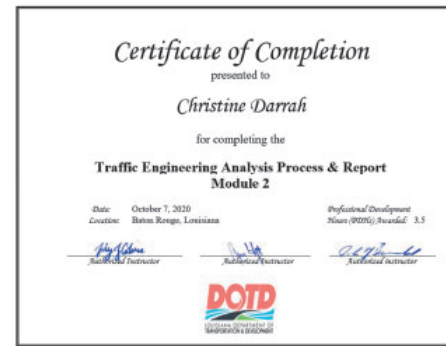 Certificate of Completion
presented to
Christine Darrah
for completing the
Traffic Engineering Analysis Process & Report
Module 2
Date: October 7, 2020
Location: Baton Rouge, Louisiana
Professional Development
Hours (PDHs) Awarded: 3.5
Authorized Instructor
Authorized Instructor
Authorized Instructor
DOTD
LOUISIANA DEPARTMENT OF
TRANSPORTATION & DEVELOPMENT